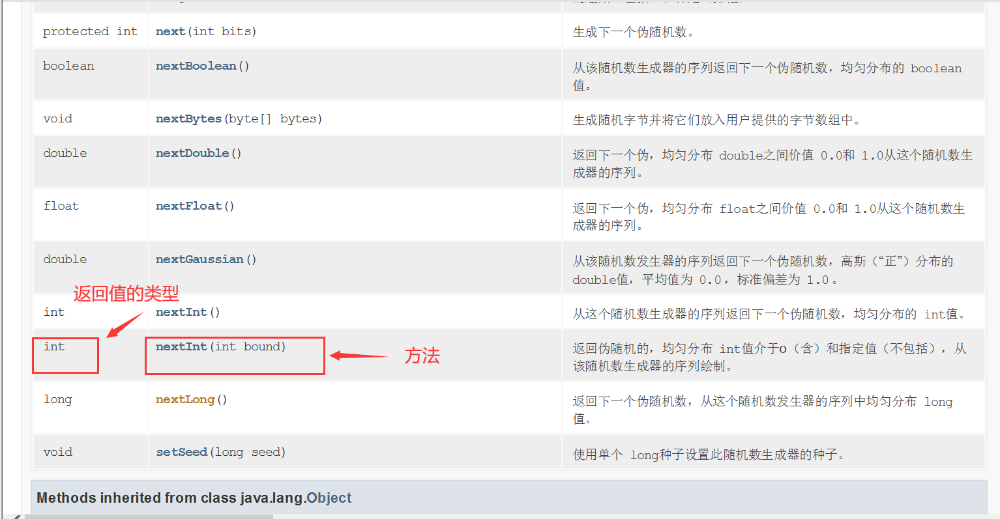 protected int next(int bits) 生成下一个伪随机数。
boolean nextBoolean() 从该随机数生成器的序列返回下一个伪随机数，均匀分布的 boolean
值。
void nextBytes(byte[] bytes) 生成随机字节并将它们放入用户提供的字节数组中。
double nextDouble() 返回下一个伪，均匀分布 double之间价值 0.0和 1.0从这个随机数生
成器的序列。
float nextFloat() 返回下一个伪，均匀分布 float之间价值 0.0和 1.0从这个随机数生
成器的序列。
double nextGaussian() 从该随机数发生器的序列返回下一个伪随机数，高斯（“正”）分布的
double值，平均值为 0.0 ，标准偏差为 1.0 。
返回值的类型
int nextInt() 从这个随机数生成器的序列返回下一个伪随机数，均匀分布的 int值。
int nextInt(int bound) 返回伪随机的，均匀分布 int值介于0（含）和指定值（不包括），从
方法
该随机数生成器的序列绘制。
long nextLong() 返回下一个伪随机数，从这个随机数发生器的序列中均匀分布 long
值。
void setSeed(long seed) 使用单个 long种子设置此随机数生成器的种子。
Methods inherited from class java.lang.Object